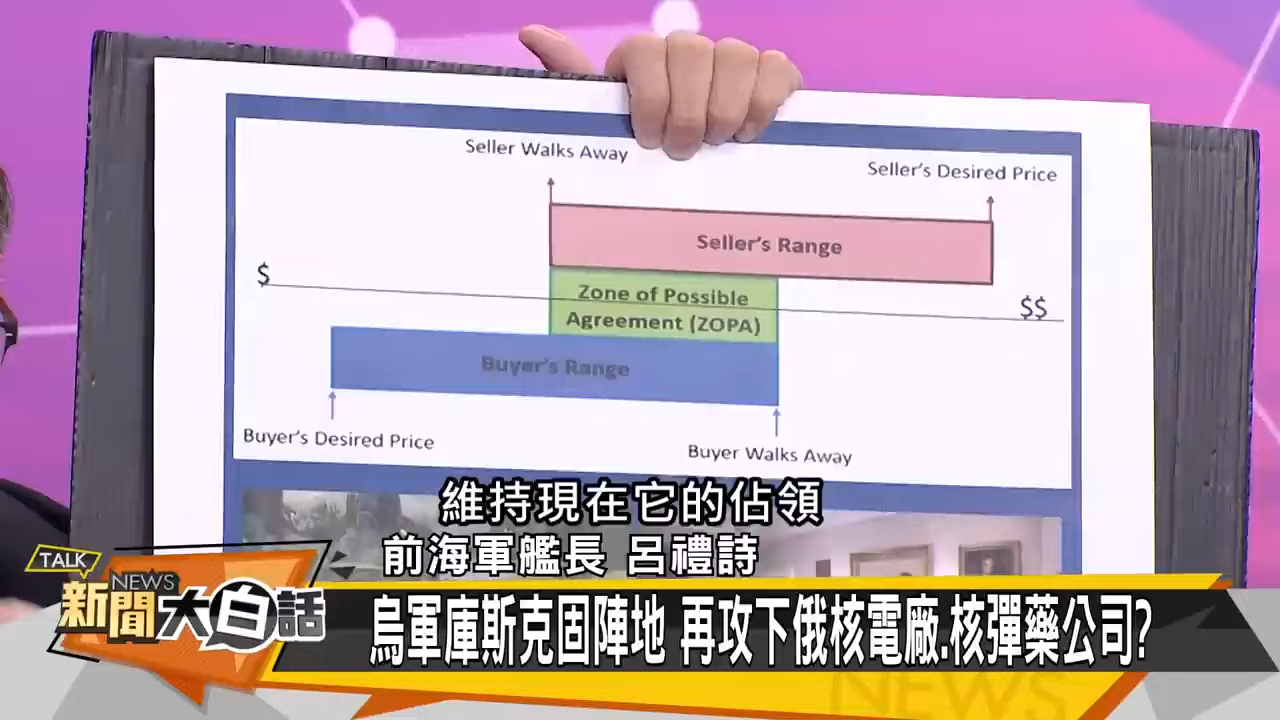 Seller Walks Away
Seller's Desired Price
Seller's Range
$
Zone of Possible
Agreement (ZOPA)
$$
Buyer's Range
Buyer's Desired Price
Buyer Walks Away
維持現在它的佔領
前海軍艦長 呂禮詩
TALK
NEWS
新聞大白話
烏軍庫斯克固陣地 再攻下俄核電廠.核彈藥公司?
NEWS